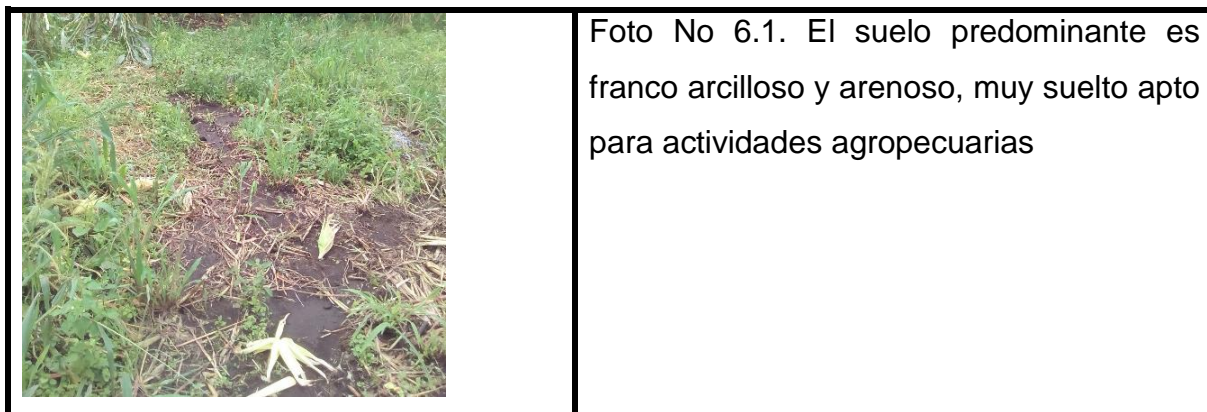 Foto No 6.1. El suelo predominante es
franco arcilloso y arenoso, muy suelto apto
para actividades agropecuarias